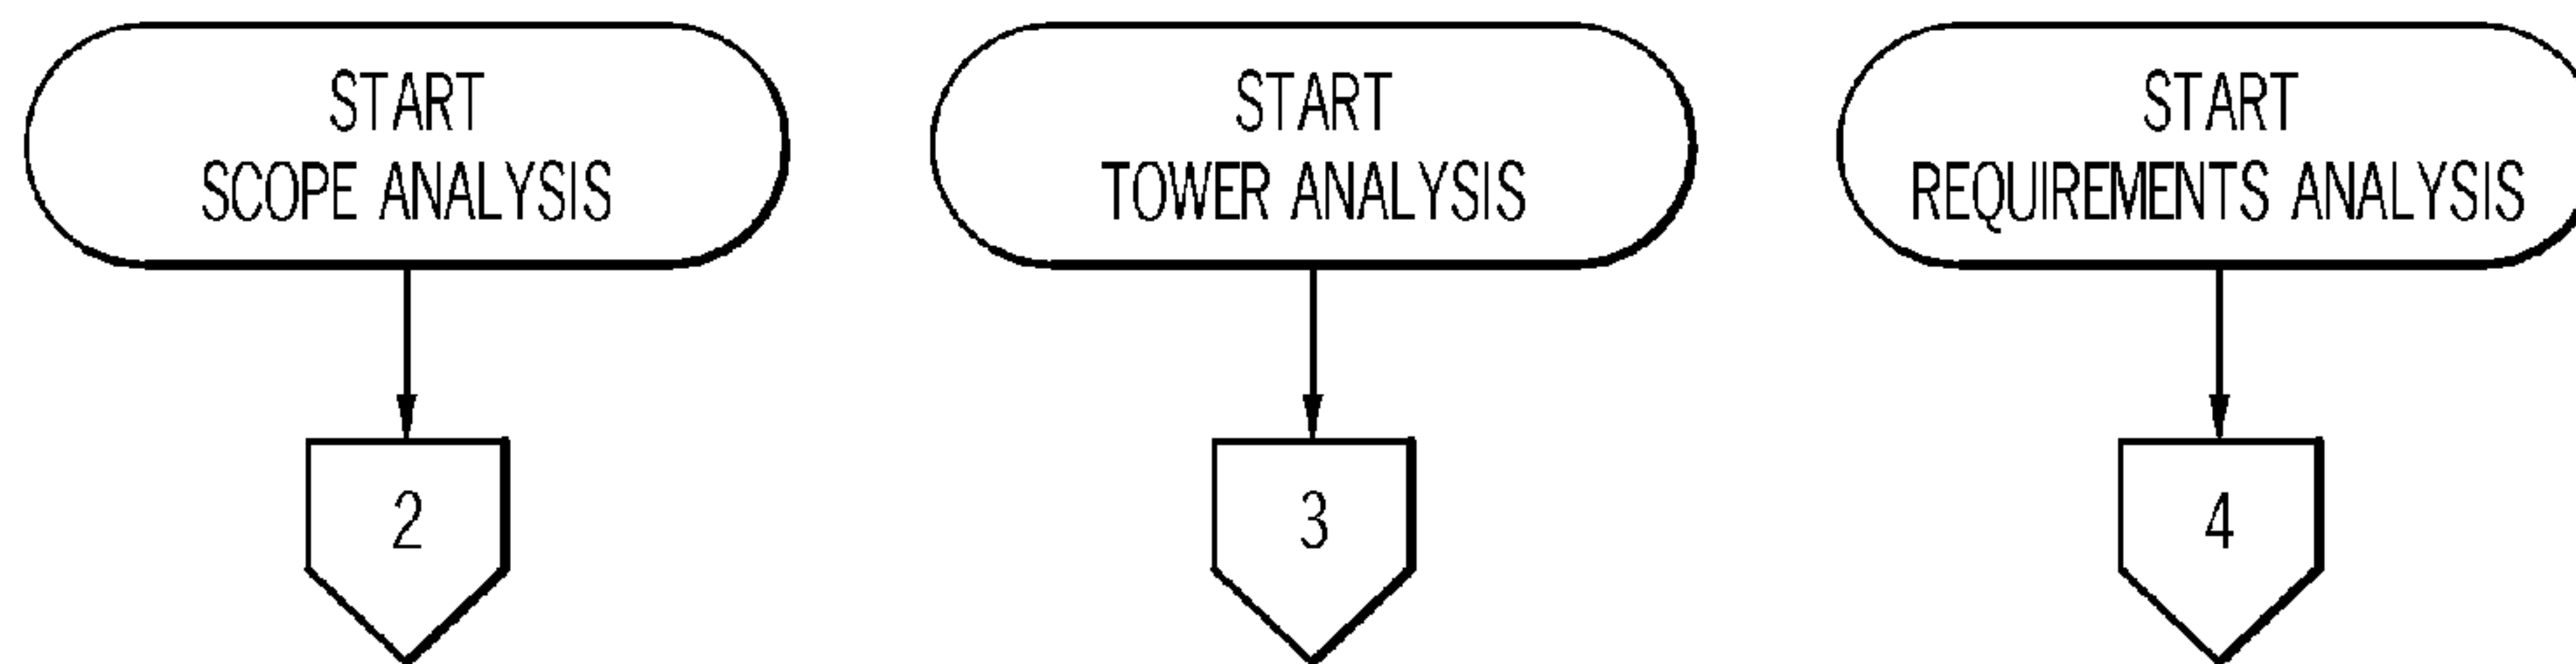 START
SCOPE ANALYSIS
START
TOWER ANALYSIS
START
REQUIREMENTS ANALYSIS
2
3
4